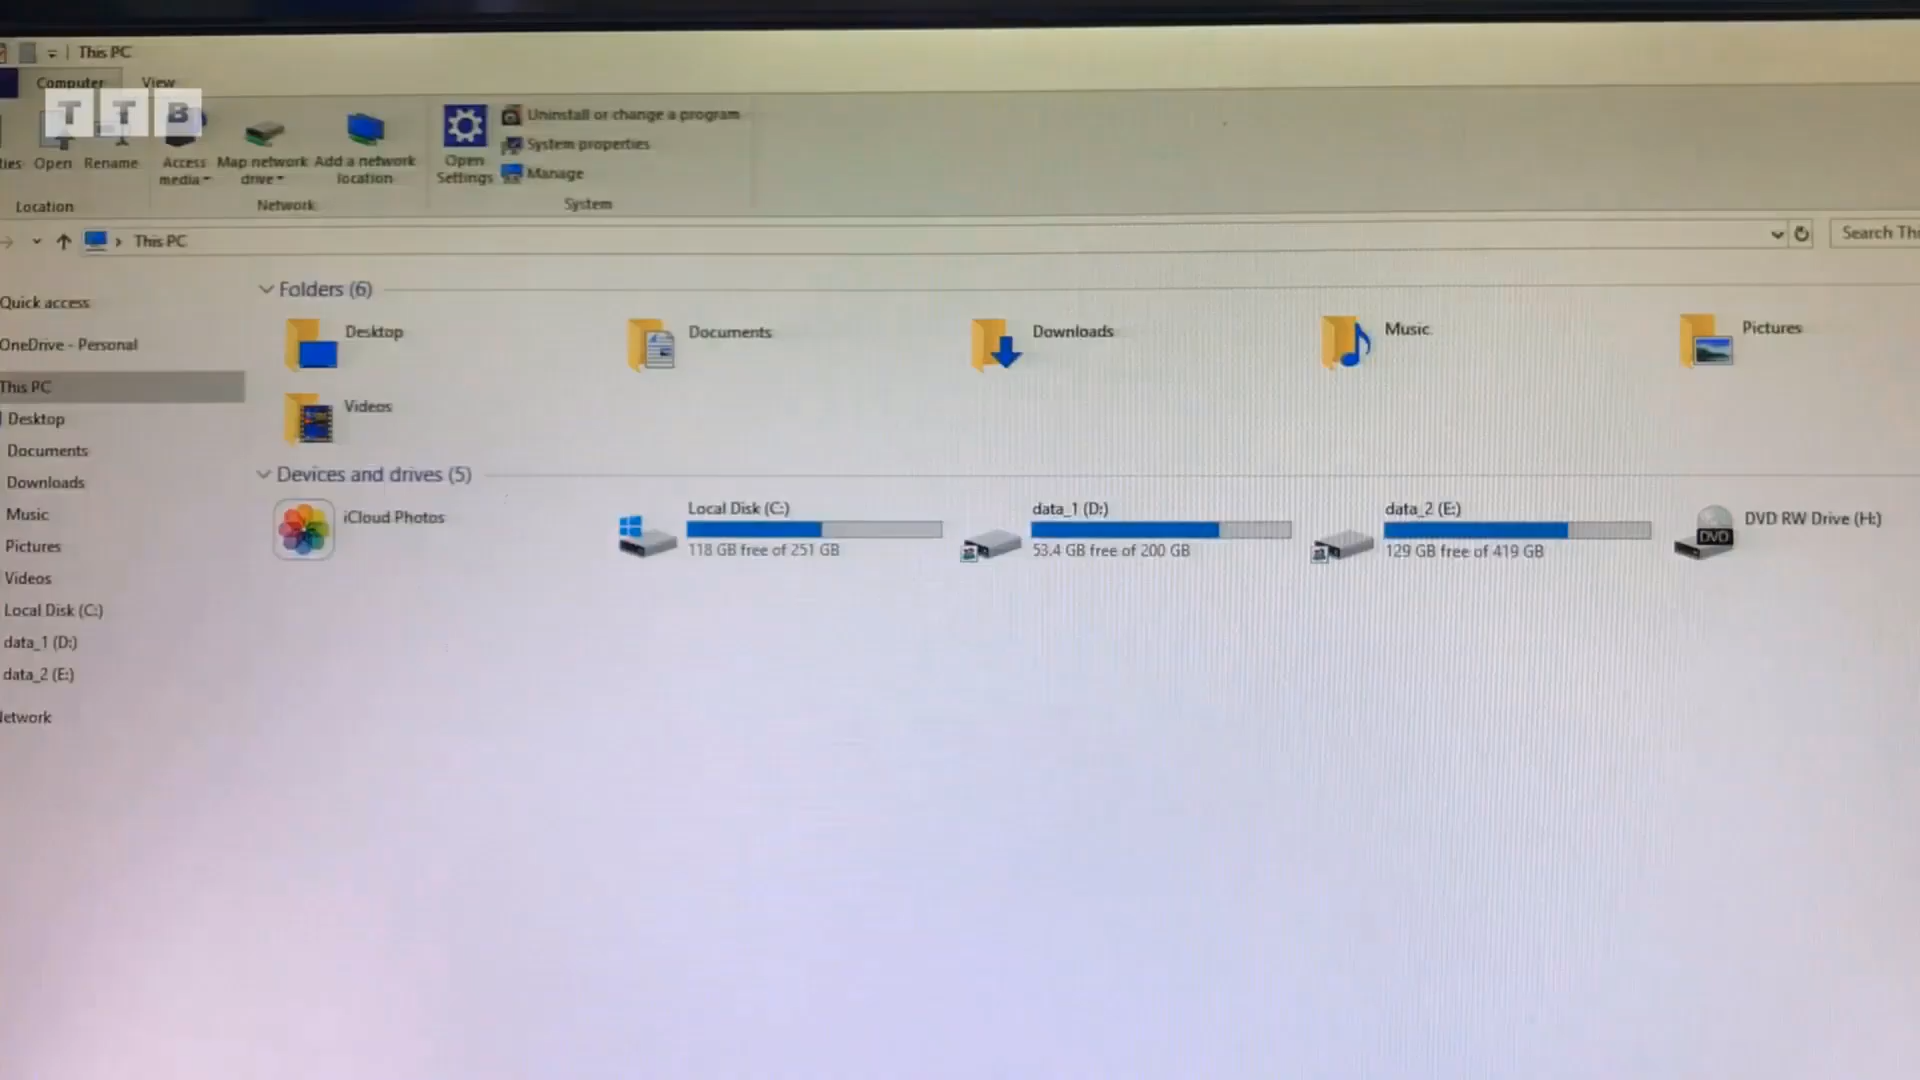 This PC
Computer View
T T B
ties Open Rename Access media Map network drive Add a network location Open Settings Uninstall or change a program
System properties
Manage
Location Network System
This PC
Search Thi
Quick access
OneDrive - Personal
This PC
Desktop
Documents
Downloads
Music
Pictures
Videos
Local Disk (C:)
data_1 (D:)
data_2 (E:)
Network
Folders (6)
Desktop
Documents
Downloads
Music
Pictures
Videos
Devices and drives (5)
iCloud Photos
Local Disk (C:)
118 GB free of 251 GB
data_1 (D:)
53.4 GB free of 200 GB
data_2 (E:)
129 GB free of 419 GB
DVD
DVD RW Drive (H:)